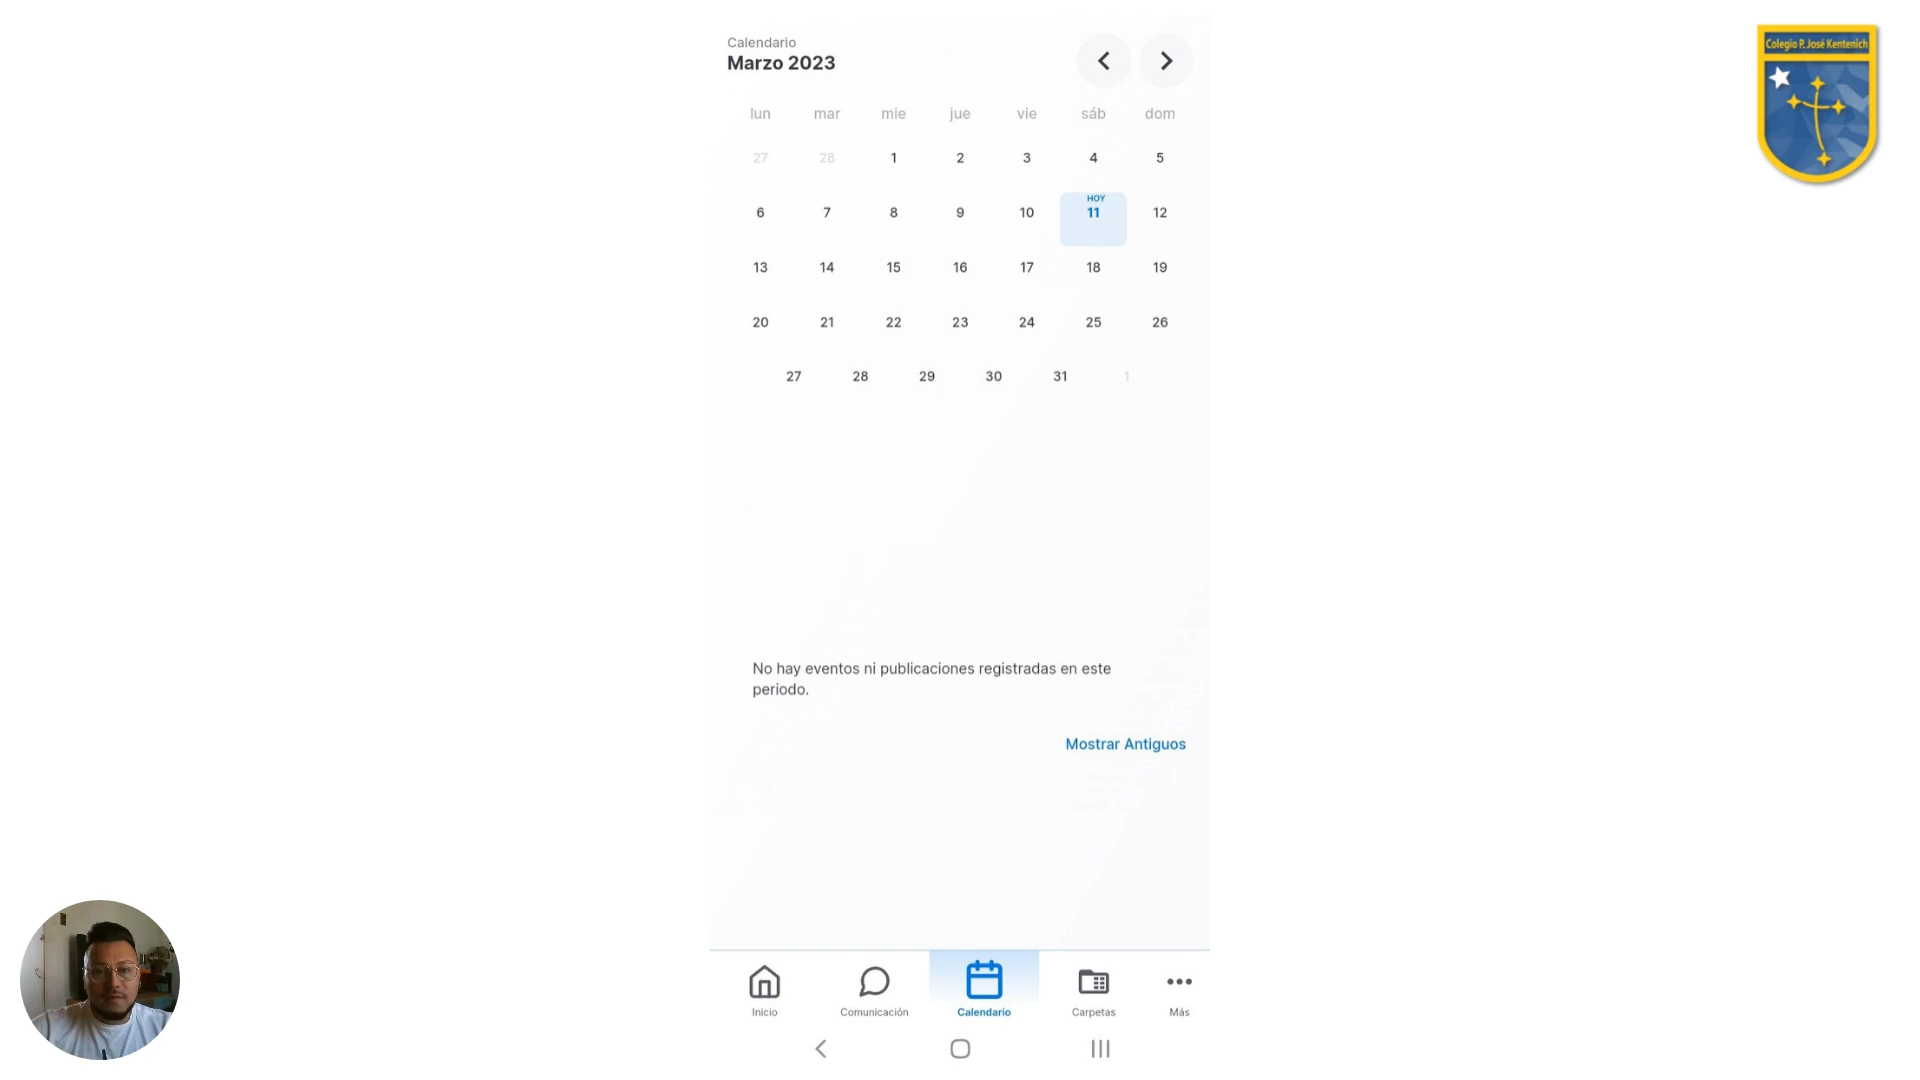 Colegio P. José Kentenich
Calendario
Marzo 2023
lun mar mie jue vie sáb dom
27 28 1 2 3 4 5
HOY
6 7 8 9 10 11 12
13 14 15 16 17 18 19
20 21 22 23 24 25 26
27 28 29 30 31 1
No hay eventos ni publicaciones registradas en este
periodo.
Mostrar Antiguos
Inicio Comunicación Calendario Carpetas Más